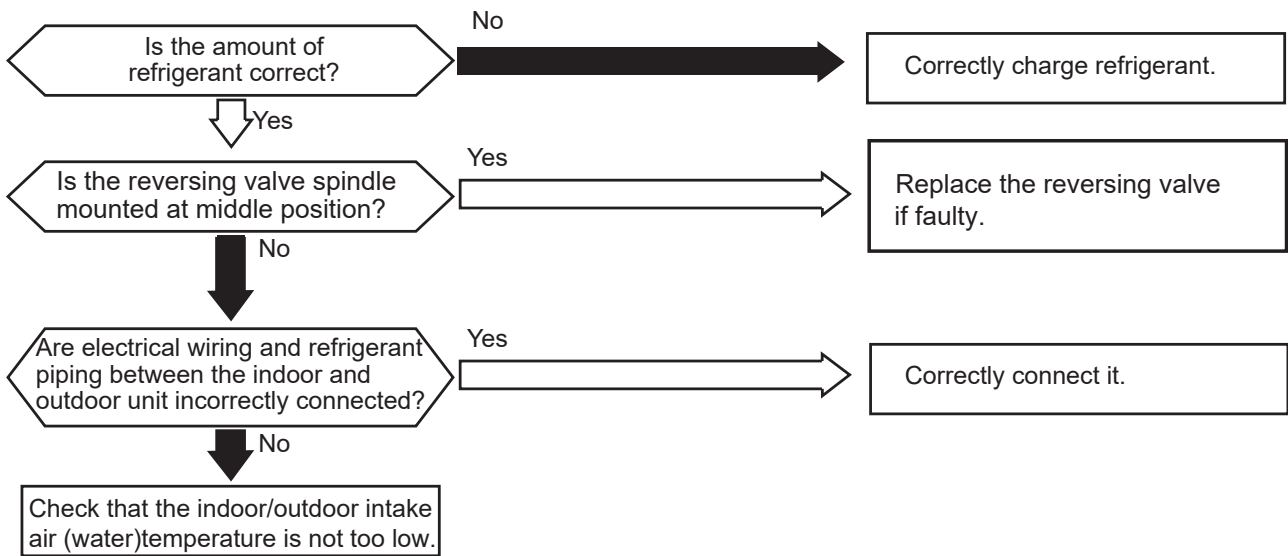 No
Is the amount of
refrigerant correct?
Correctly charge refrigerant.
Yes
Yes
Is the reversing valve spindle
mounted at middle position?
Replace the reversing valve
if faulty.
No
Yes
Are electrical wiring and refrigerant
piping between the indoor and
outdoor unit incorrectly connected?
Correctly connect it.
No
Check that the indoor/outdoor intake
air (water)temperature is not too low.